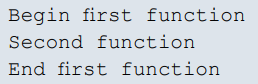 Begin first function
Second function
End first function